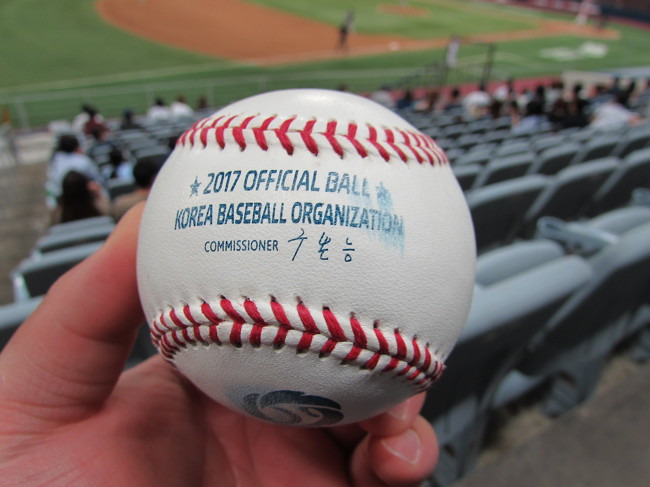 ★ 2017 OFFICIAL BALL ★
KOREA BASEBALL ORGANIZATION
COMMISSIONER 구본능